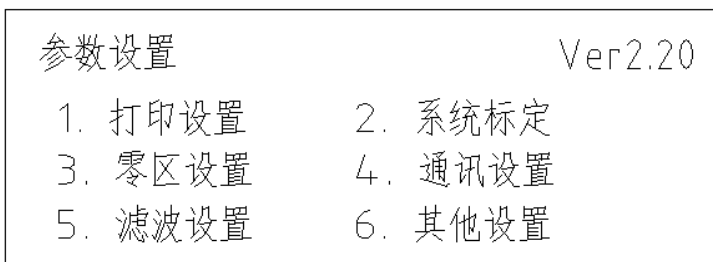 参数设置 Ver2.20
1. 打印设置 2. 系统标定
3. 零区设置 4. 通讯设置
5. 滤波设置 6. 其他设置